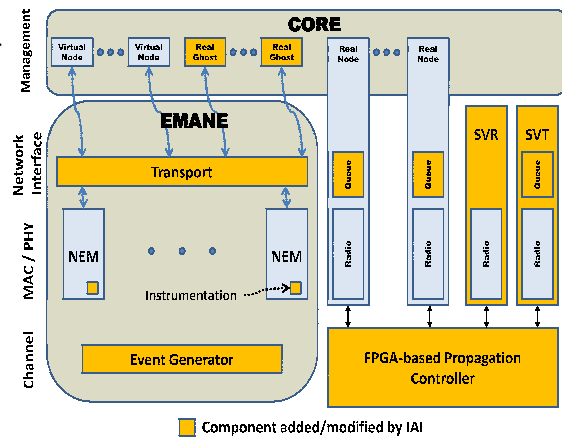 CORE
Management
Virtual
Node
Virtual
Node
Real
Ghost
Real
Ghost
Real
Node
Real
Node
EMANE
SVR
SVT
Network
Interface
Transport
Queue
Queue
Queue
MAC / PHY
NEM
NEM
Instrumentation
Radio
Radio
Radio
Radio
Channel
Event Generator
FPGA-based Propagation
Controller
Component added/modified by IAI